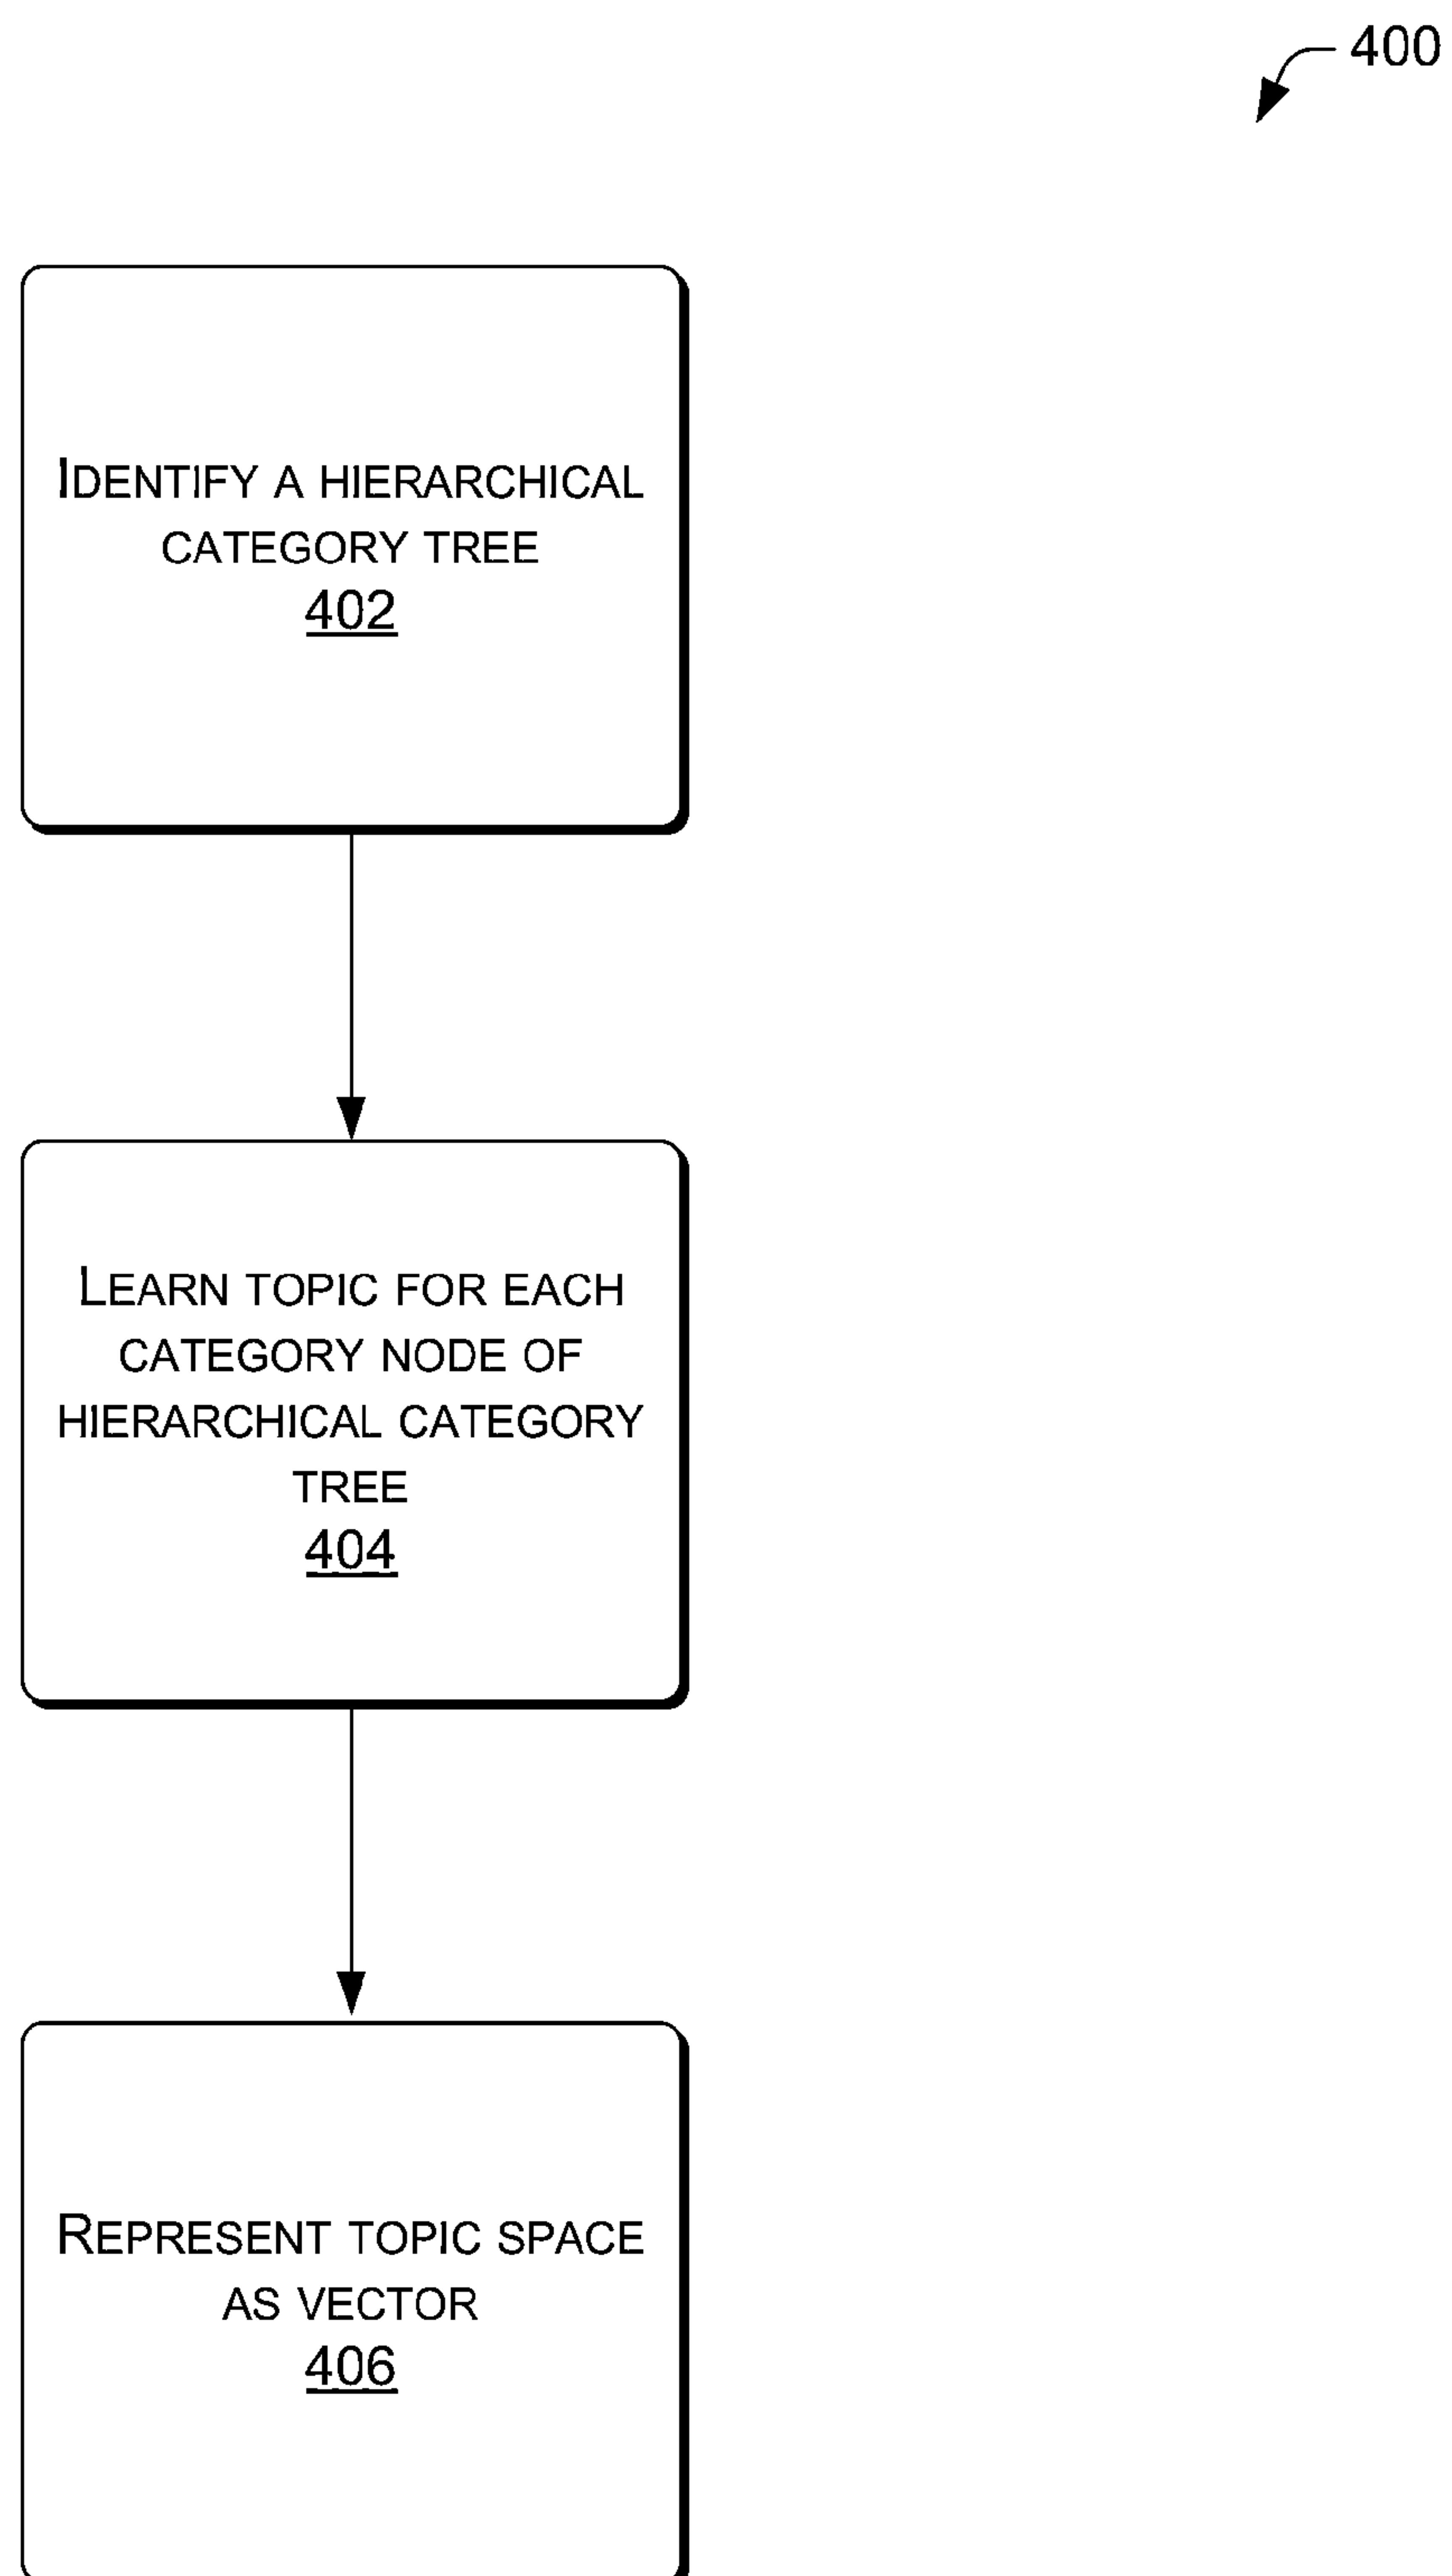 400
IDENTIFY A HIERARCHICAL
CATEGORY TREE
402
LEARN TOPIC FOR EACH
CATEGORY NODE OF
HIERARCHICAL CATEGORY
TREE
404
REPRESENT TOPIC SPACE
AS VECTOR
406